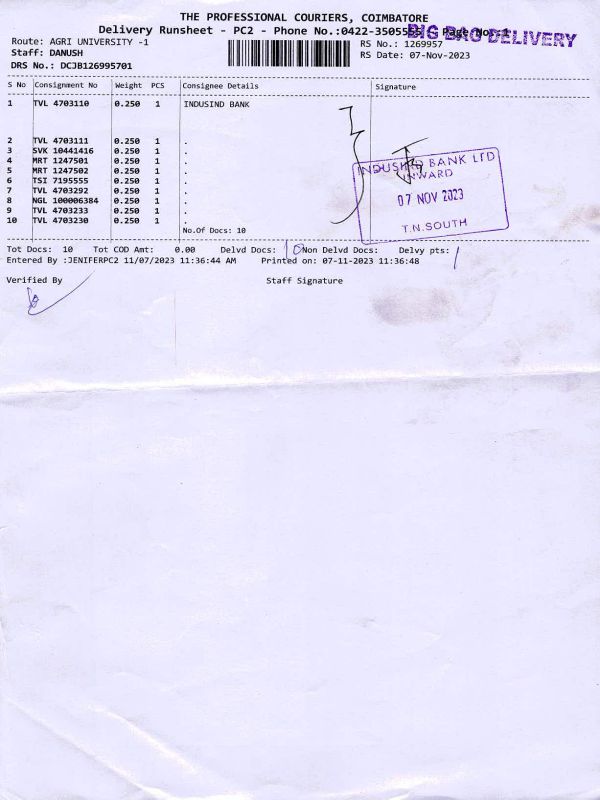 THE PROFESSIONAL COURIERS, COIMBATORE
Delivery Runsheet - PC2 - Phone No.:0422-3505555 Page No: 1
BIG BAG DELIVERY
Route: AGRI UNIVERSITY -1
RS No.: 1269957
Staff: DANUSH
RS Date: 07-Nov-2023
DRS No.: DCJB126995701
S No Consignment No Weight PCS Consignee Details Signature
1 TVL 4703110 0.250 1 INDUSIND BANK
2 TVL 4703111 0.250 1 .
3 SVK 10441416 0.250 1 .
4 MRT 1247501 0.250 1 .
5 MRT 1247502 0.250 1 .
6 TSI 7195555 0.250 1 .
7 TVL 4703292 0.250 1 .
8 NGL 100006384 0.250 1 .
9 TVL 4703233 0.250 1 .
10 TVL 4703230 0.250 1 .
No.Of Docs: 10
INDUSIND BANK LTD
INWARD
07 NOV 2023
T.N.SOUTH
Tot Docs: 10 Tot COD Amt: 0.00 Delvd Docs: 10 Non Delvd Docs: Delvy pts: 1
Entered By :JENIFERPC2 11/07/2023 11:36:44 AM Printed on: 07-11-2023 11:36:48
Verified By Staff Signature